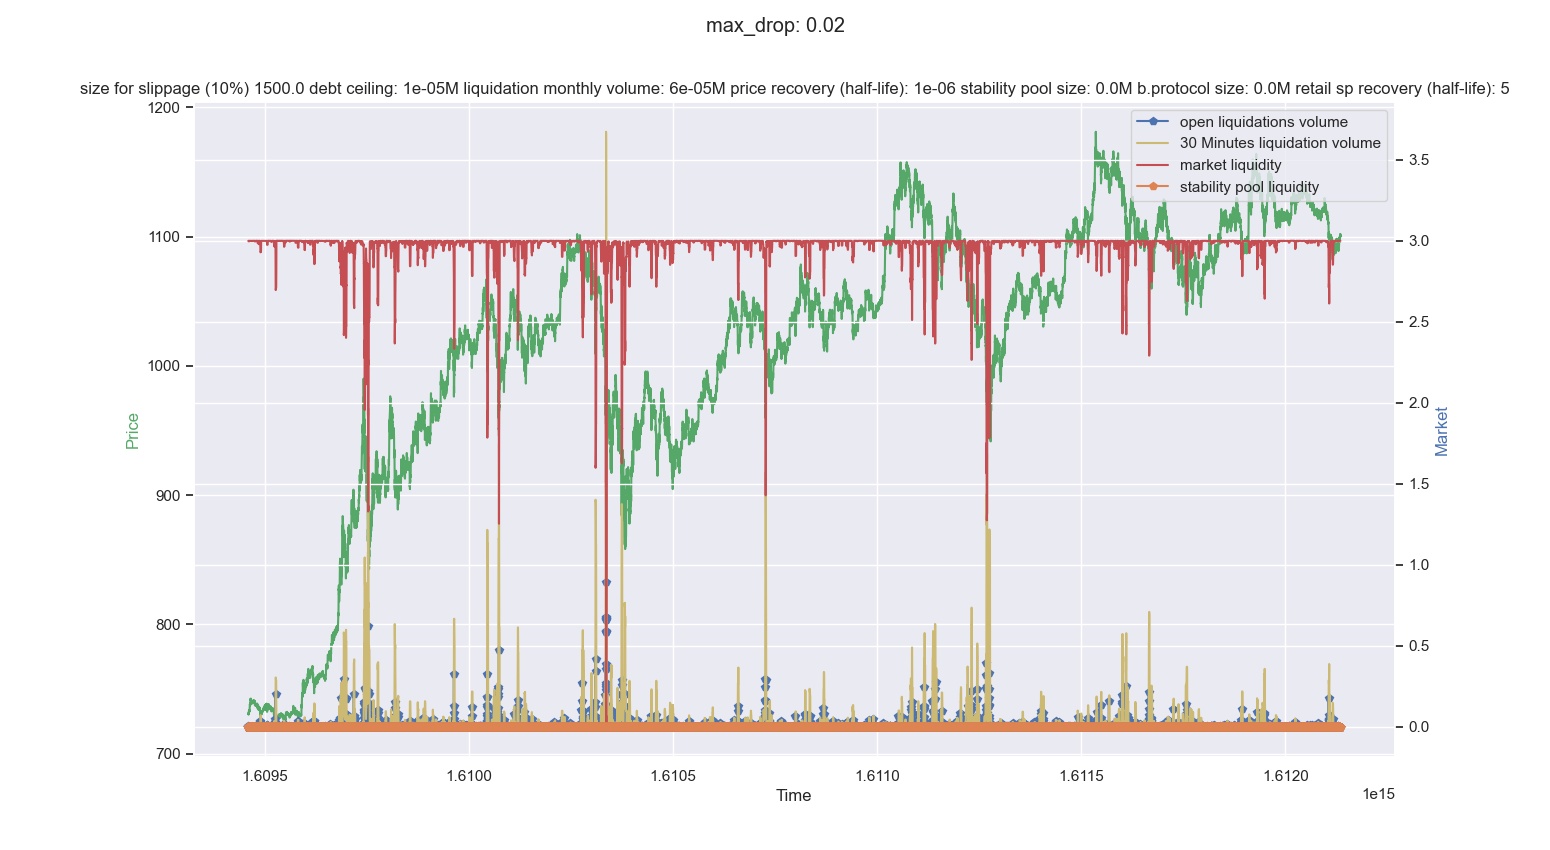 max_drop: 0.02
size for slippage (10%) 1500.0 debt ceiling: 1e-05M liquidation monthly volume: 6e-05M price recovery (half-life): 1e-06 stability pool size: 0.0M b.protocol size: 0.0M retail sp recovery (half-life): 5
open liquidations volume
30 Minutes liquidation volume
market liquidity
stability pool liquidity
1200
1100
1000
900
800
700
Price
3.5
3.0
2.5
2.0
1.5
1.0
0.5
0.0
Market
1.6095 1.6100 1.6105 1.6110 1.6115 1.6120
Time
1e15